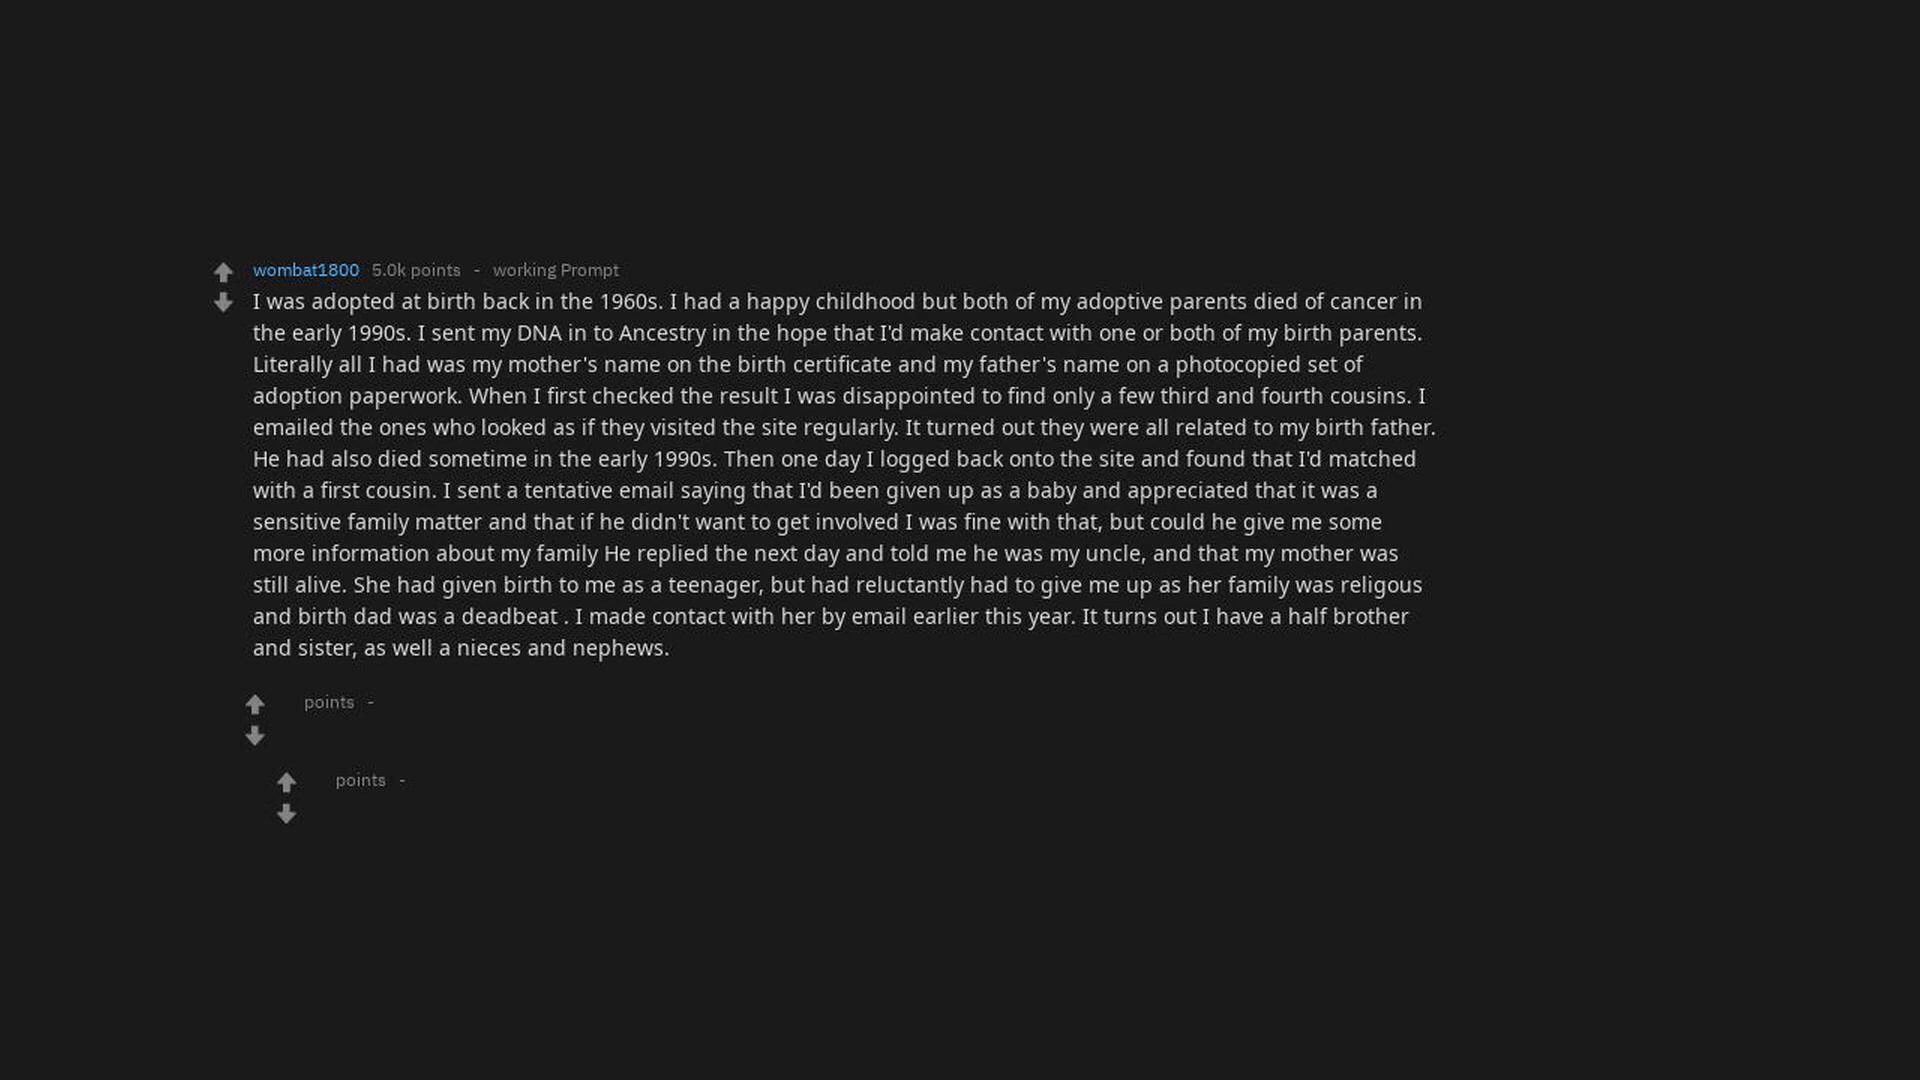 wombat1800 5.0k points - working Prompt
I was adopted at birth back in the 1960s. I had a happy childhood but both of my adoptive parents died of cancer in
the early 1990s. I sent my DNA in to Ancestry in the hope that I'd make contact with one or both of my birth parents.
Literally all I had was my mother's name on the birth certificate and my father's name on a photocopied set of
adoption paperwork. When I first checked the result I was disappointed to find only a few third and fourth cousins. I
emailed the ones who looked as if they visited the site regularly. It turned out they were all related to my birth father.
He had also died sometime in the early 1990s. Then one day I logged back onto the site and found that I'd matched
with a first cousin. I sent a tentative email saying that I'd been given up as a baby and appreciated that it was a
sensitive family matter and that if he didn't want to get involved I was fine with that, but could he give me some
more information about my family He replied the next day and told me he was my uncle, and that my mother was
still alive. She had given birth to me as a teenager, but had reluctantly had to give me up as her family was religous
and birth dad was a deadbeat . I made contact with her by email earlier this year. It turns out I have a half brother
and sister, as well a nieces and nephews.
points -
points -